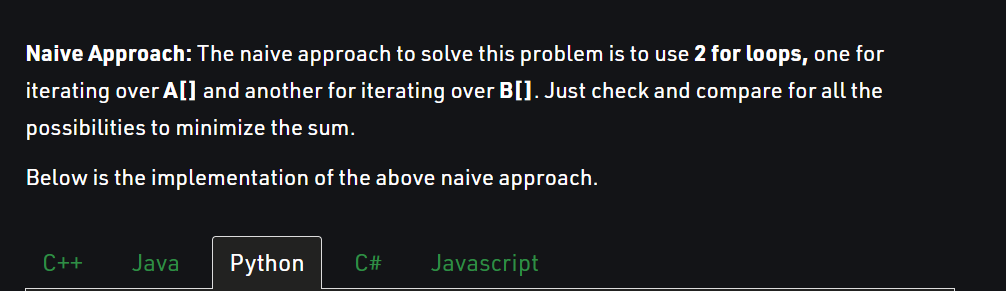 Naive Approach: The naive approach to solve this problem is to use 2 for loops, one for
iterating over A[] and another for iterating over B[]. Just check and compare for all the
possibilities to minimize the sum.
Below is the implementation of the above naive approach.
C++ Java Python C# Javascript